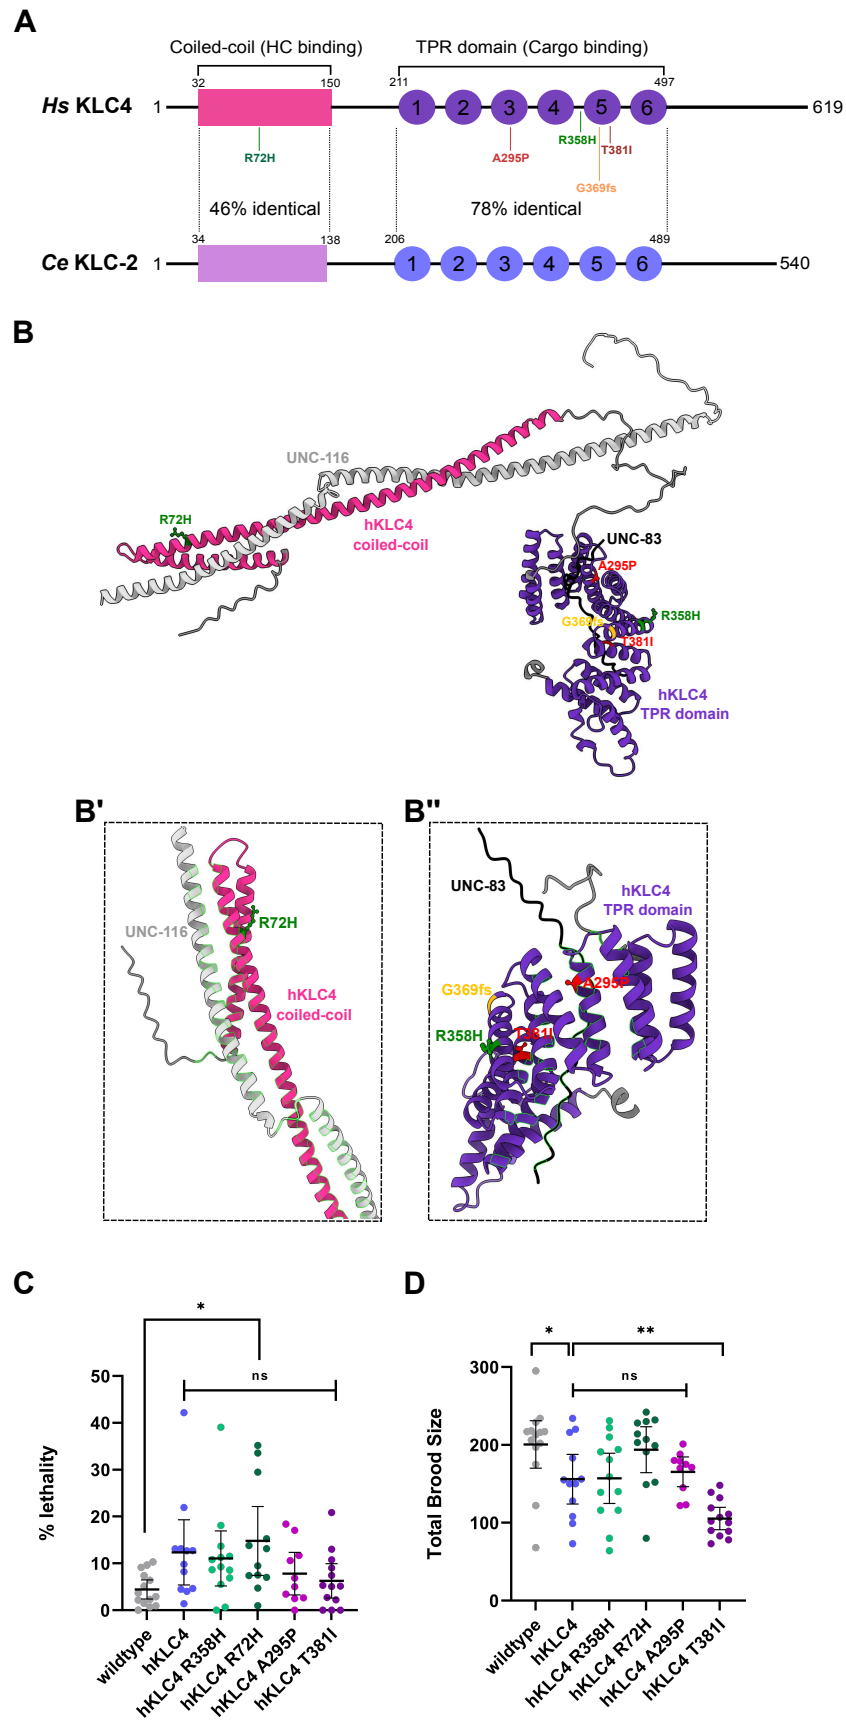 A
Coiled-coil (HC binding)
TPR domain (Cargo binding)
32
150
211
497
Hs KLC4
1
1
2
3
4
5
6
619
R72H
A295P
R358H
T381I
G369fs
46% identical
78% identical
34
138
206
489
Ce KLC-2
1
1
2
3
4
5
6
540
B
UNC-116
R72H
hKLC4
coiled-coil
UNC-83
A295P
G369fs
R358H
T381I
hKLC4
TPR domain
B'
UNC-116
R72H
hKLC4
coiled-coil
B''
UNC-83
hKLC4
TPR domain
A295P
G369fs
R358H
T381I
C
*
ns
% lethality
50
40
30
20
10
0
wildtype
hKLC4
hKLC4 R358H
hKLC4 R72H
hKLC4 A295P
hKLC4 T381I
D
*
**
ns
Total Brood Size
300
200
100
0
wildtype
hKLC4
hKLC4 R358H
hKLC4 R72H
hKLC4 A295P
hKLC4 T381I